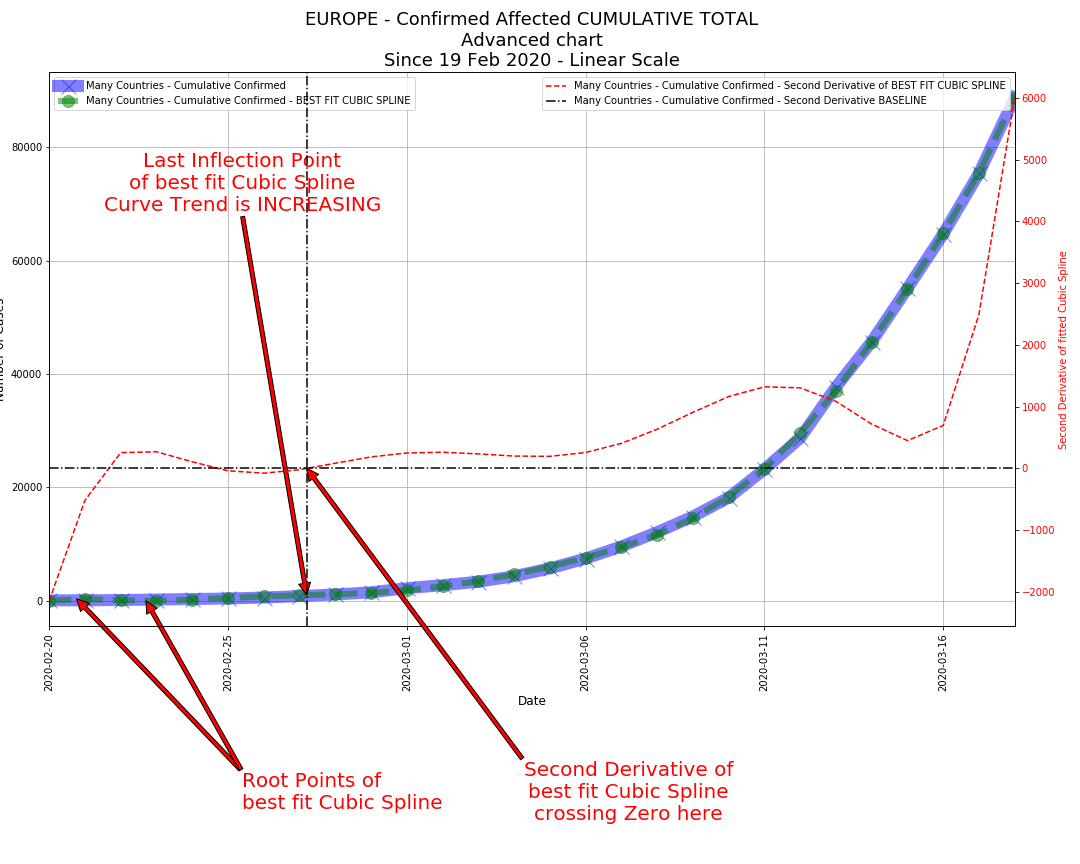 EUROPE - Confirmed Affected CUMULATIVE TOTAL
Advanced chart
Since 19 Feb 2020 - Linear Scale
Many Countries - Cumulative Confirmed
Many Countries - Cumulative Confirmed - BEST FIT CUBIC SPLINE
Many Countries - Cumulative Confirmed - Second Derivative of BEST FIT CUBIC SPLINE
Many Countries - Cumulative Confirmed - Second Derivative BASELINE
Last Inflection Point
of best fit Cubic Spline
Curve Trend is INCREASING
80000
60000
40000
20000
0
Number of Cases
6000
5000
4000
3000
2000
1000
0
−1000
−2000
Second Derivative of fitted Cubic Spline
2020-02-20
2020-02-25
2020-03-01
2020-03-06
2020-03-11
2020-03-16
Date
Root Points of
best fit Cubic Spline
Second Derivative of
best fit Cubic Spline
crossing Zero here